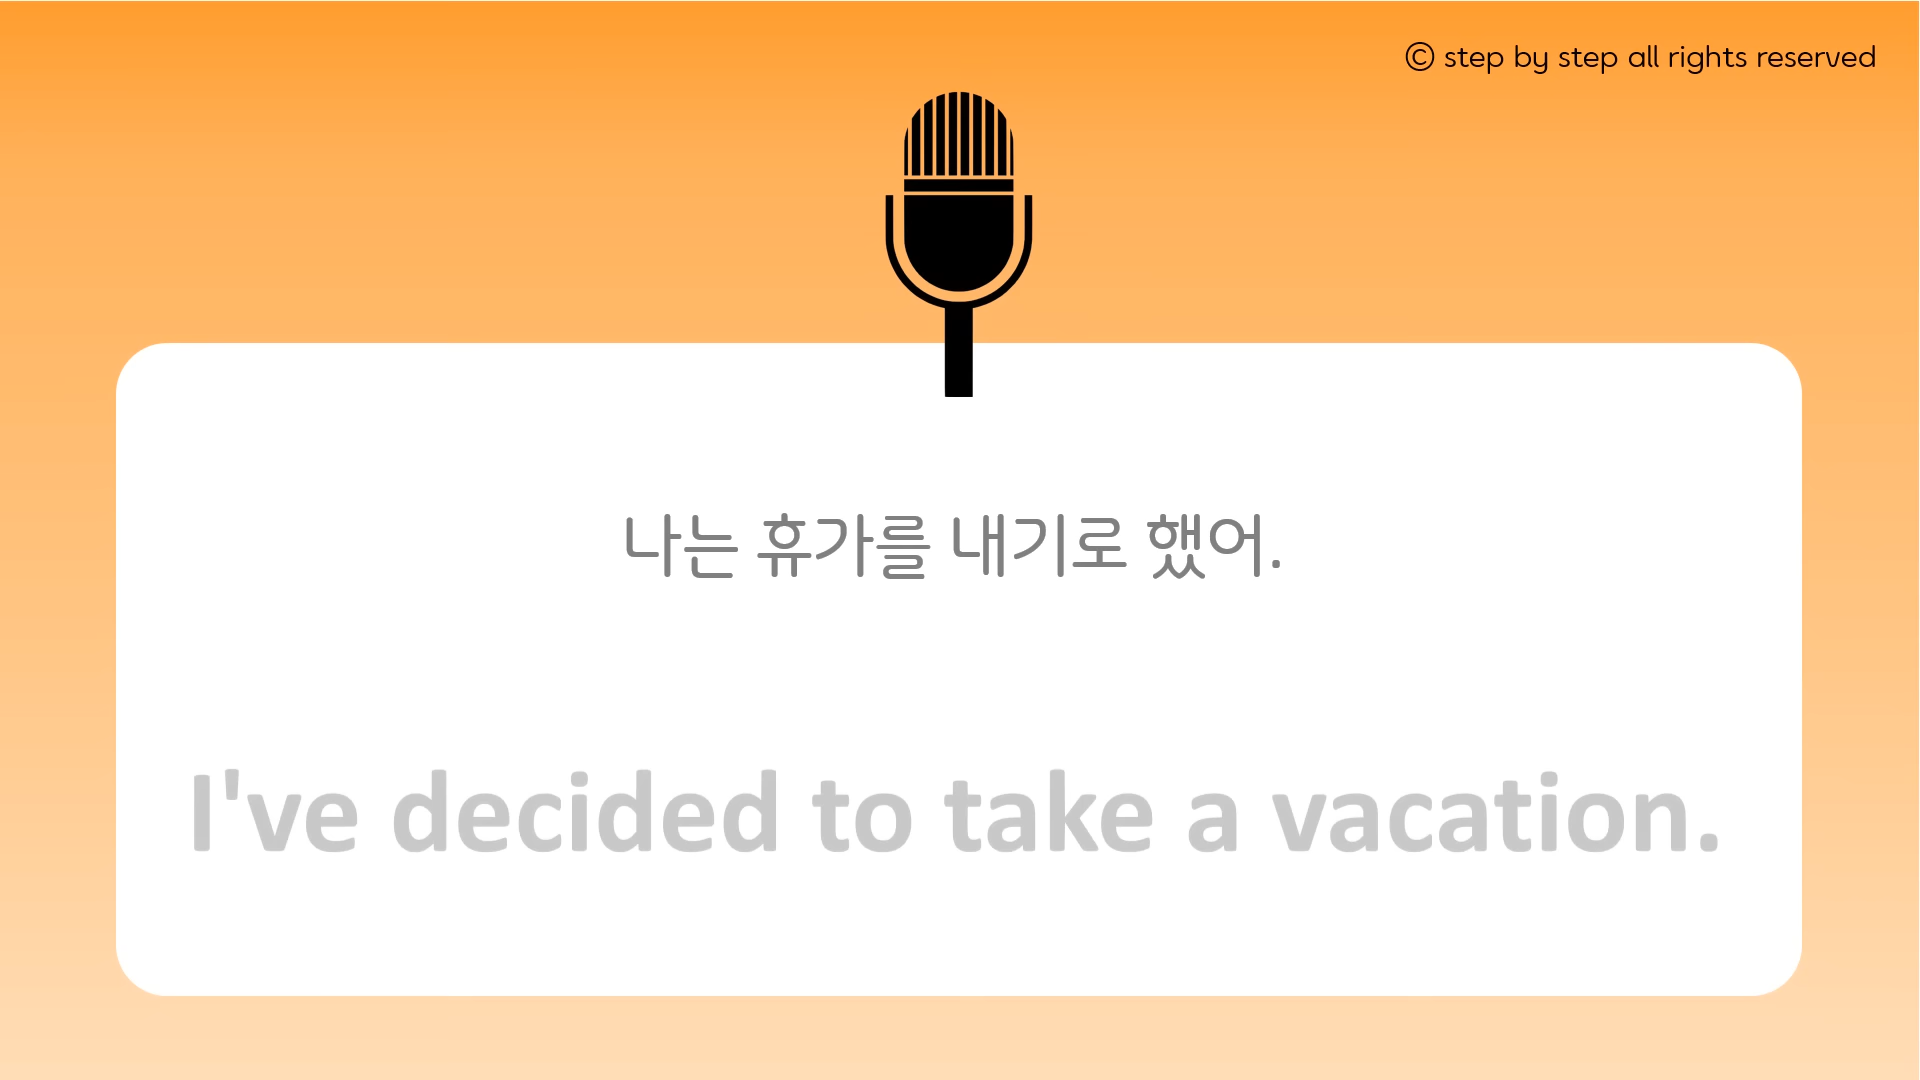 © step by step all rights reserved
나는 휴가를 내기로 했어.
I've decided to take a vacation.